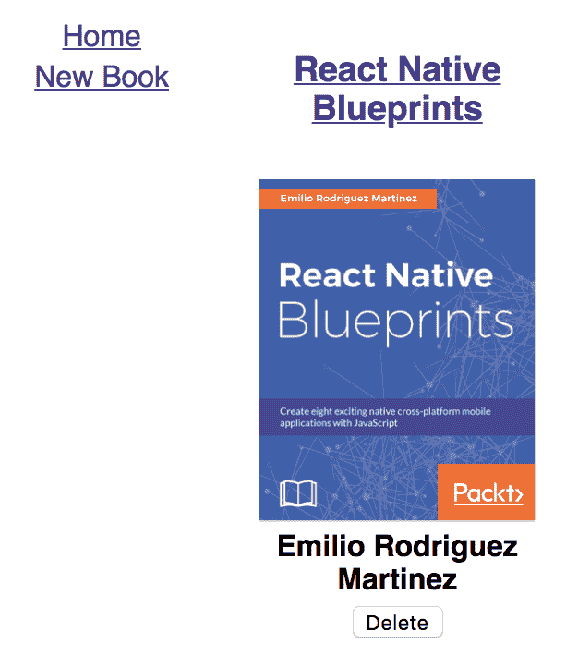 Home
New Book
React Native
Blueprints
Emilio Rodriguez Martinez
React Native
Blueprints
Create eight exciting native cross-platform mobile
applications with JavaScript
Packt>
Emilio Rodriguez
Martinez
Delete